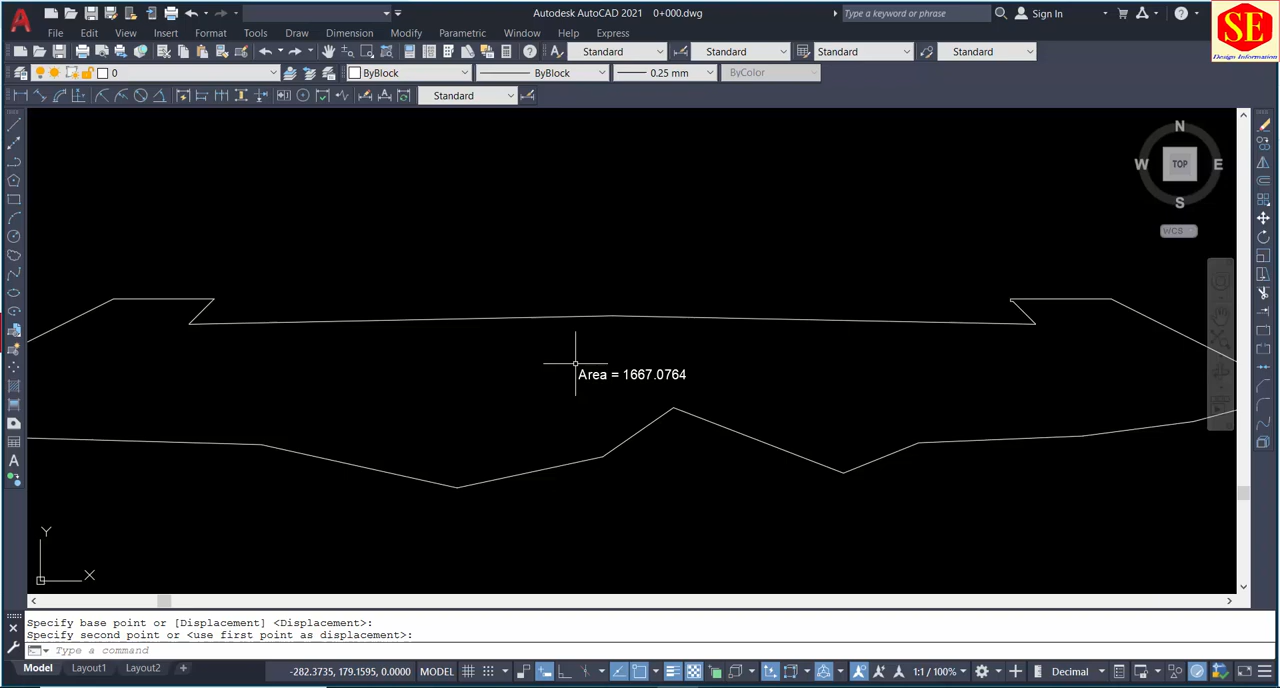 Autodesk AutoCAD 2021 0+000.dwg
Type a keyword or phrase
Sign In
SE
Design Information
File Edit View Insert Format Tools Draw Dimension Modify Parametric Window Help Express
Standard Standard Standard Standard
0 ByBlock ByBlock 0.25 mm ByColor
Standard
N
W TOP E
S
WCS
Area = 1667.0764
Y
X
Specify base point or [Displacement] <Displacement>:
Specify second point or <use first point as displacement>:
Type a command
Model Layout1 Layout2 +
-282.3735, 179.1595, 0.0000 MODEL 1:1 / 100% Decimal